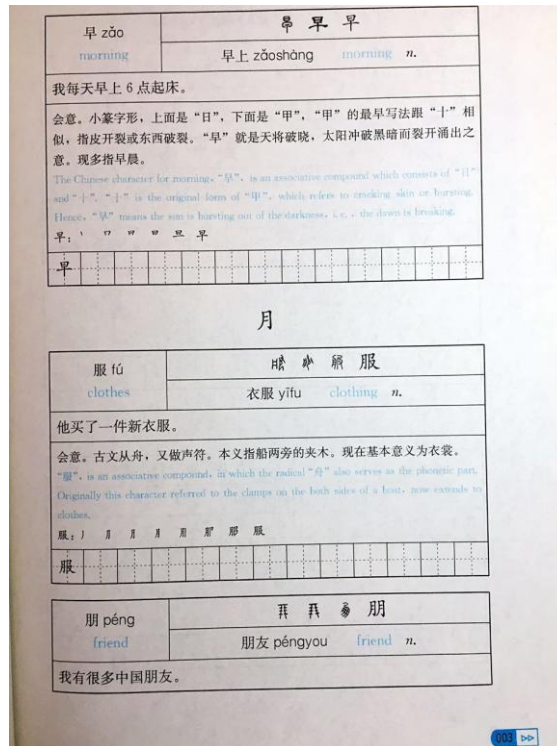 早 zǎo
morning
早 早
早上 zǎoshàng morning n.
我每天早上 6 点起床。
会意。小篆字形，上面是“日”，下面是“甲”，“甲”的最早写法跟“十”相
似，指皮开裂或东西破裂。“早”就是天将破晓，太阳冲破黑暗而裂开涌出之
意。现多指早晨。
The Chinese character for morning, “早”, is an associative compound which consists of “日”
and “十”. “十” is the original form of “甲”, which refers to cracking skin or bursting.
Hence, “早” means the sun is bursting out of the darkness, i. e. , the dawn is breaking.
早：
早
月
服 fú
clothes
服
衣服 yīfu clothing n.
他买了一件新衣服。
会意。古文从舟，又做声符。本义指船两旁的夹木。现在基本意义为衣裳。
“服”, is an associative compound, in which the radical “舟” also serves as the phonetic part.
Originally this character referred to the clamps on the both sides of a boat, now extends to
clothes.
服：
服
朋 péng
friend
朋
朋友 péngyou friend n.
我有很多中国朋友。
003